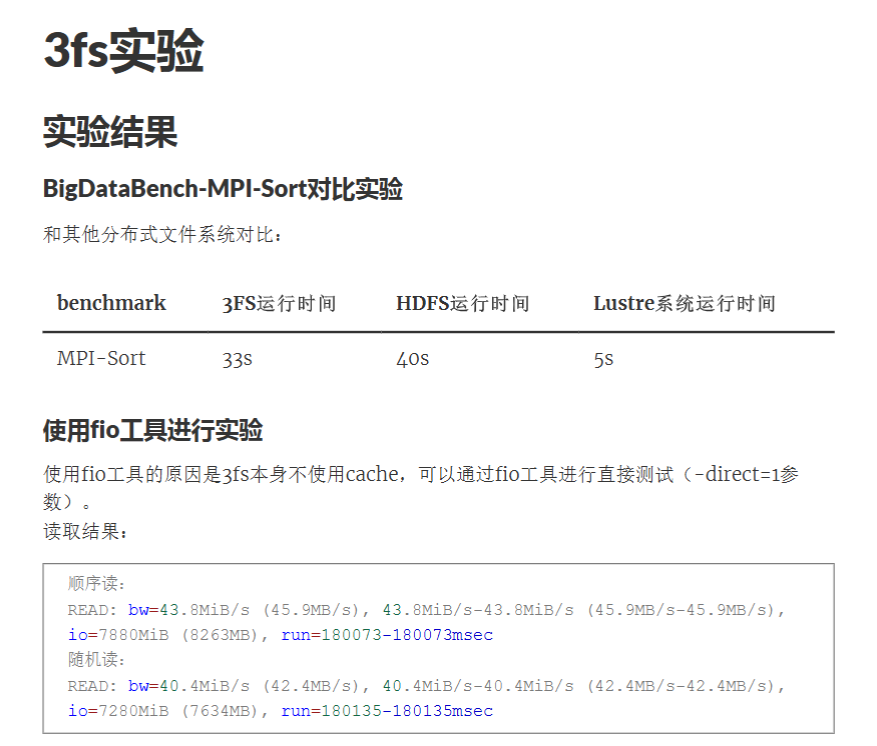 3fs实验
实验结果
BigDataBench-MPI-Sort对比实验
和其他分布式文件系统对比：
benchmark 3FS运行时间 HDFS运行时间 Lustre系统运行时间
MPI-Sort 33s 40s 5s
使用fio工具进行实验
使用fio工具的原因是3fs本身不使用cache，可以通过fio工具进行直接测试（-direct=1参
数）。
读取结果：
顺序读：
READ: bw=43.8MiB/s (45.9MB/s), 43.8MiB/s-43.8MiB/s (45.9MB/s-45.9MB/s),
io=7880MiB (8263MB), run=180073-180073msec
随机读：
READ: bw=40.4MiB/s (42.4MB/s), 40.4MiB/s-40.4MiB/s (42.4MB/s-42.4MB/s),
io=7280MiB (7634MB), run=180135-180135msec